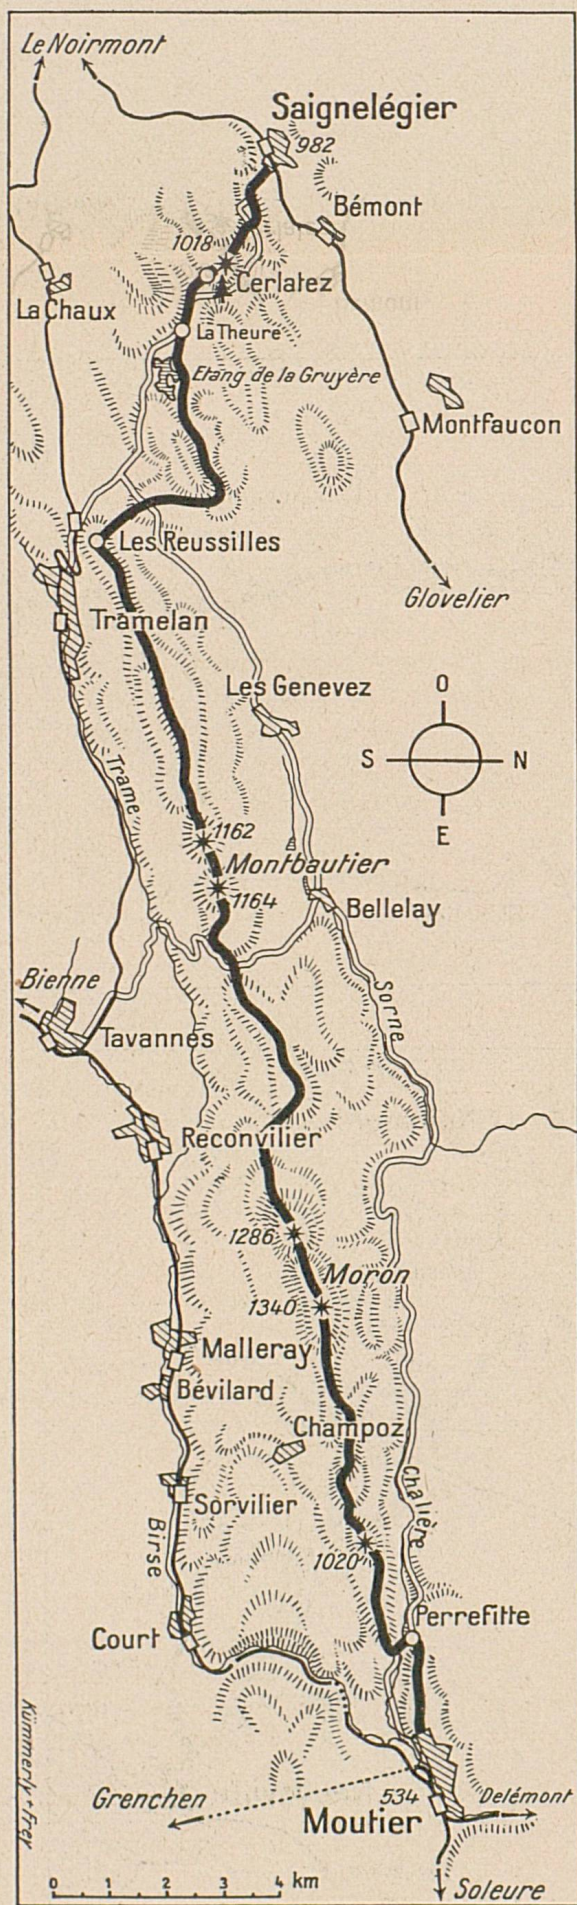 Le Noirmont
Saignelégier
982
Bémont
1018
Cerlatez
La Chaux
La Theure
Etang de la Gruyère
Montfaucon
Les Reussilles
Glovelier
Tramelan
Les Genevez
O
S N
E
Trame
1162
Montbautier
1164
Bellelay
Bienne
Sorne
Tavannes
Reconvilier
1286
Moron
1340
Malleray
Bévilard
Champoz
Chalière
Sorvilier
Birse
1020
Perrefitte
Court
Kümmerly + Frey
Grenchen
534
Delémont
Moutier
0 1 2 3 4 km
Soleure